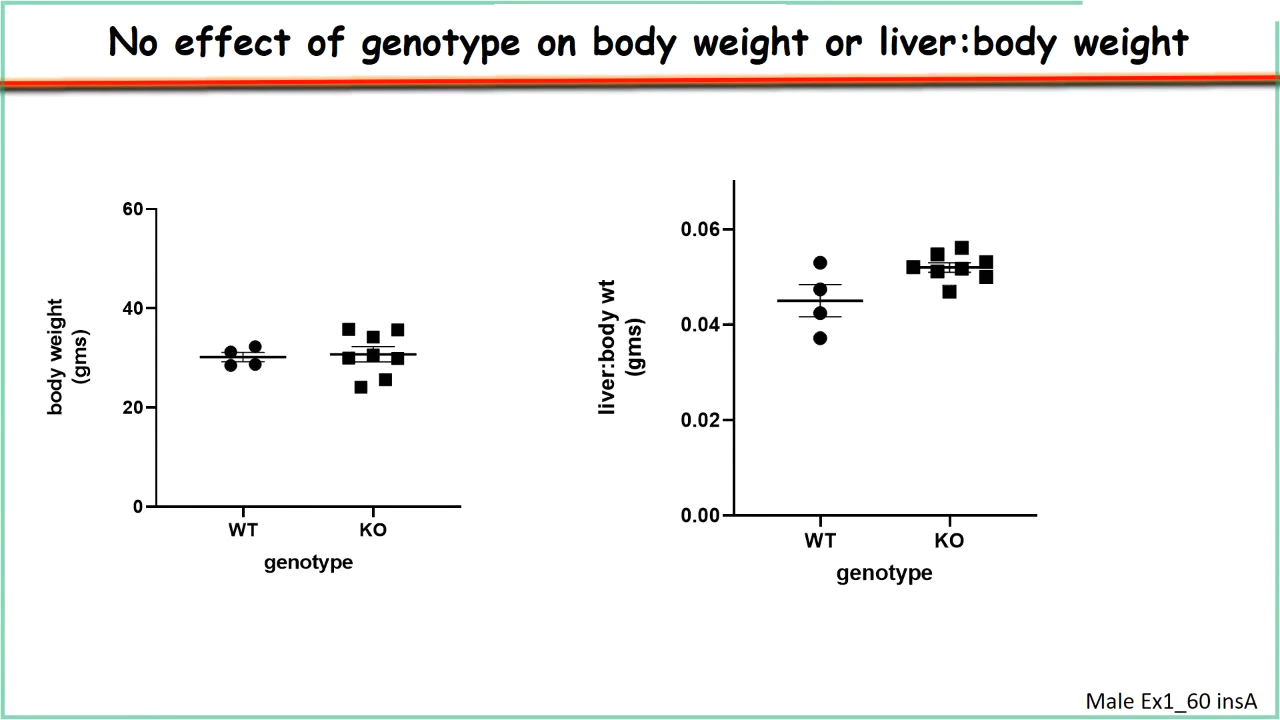 No effect of genotype on body weight or liver:body weight
60
40
20
0
body weight
(gms)
WT
KO
genotype
0.06
0.04
0.02
0.00
liver:body wt
(gms)
WT
KO
genotype
Male Ex1_60 insA